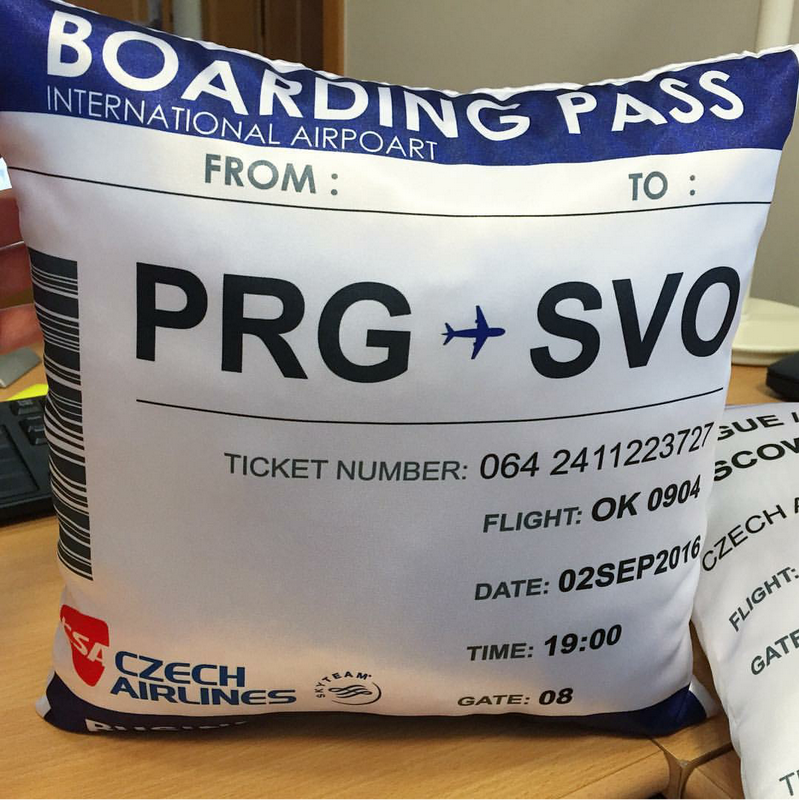 BOARDING PASS
INTERNATIONAL AIRPOART
FROM : TO :
PRG SVO
TICKET NUMBER: 064 2411223727
FLIGHT: OK 0904
DATE: 02SEP2016
TIME: 19:00
GATE: 08
CSA CZECH
AIRLINES
SKYTEAM
CZECH
FLIGHT:
GATE: